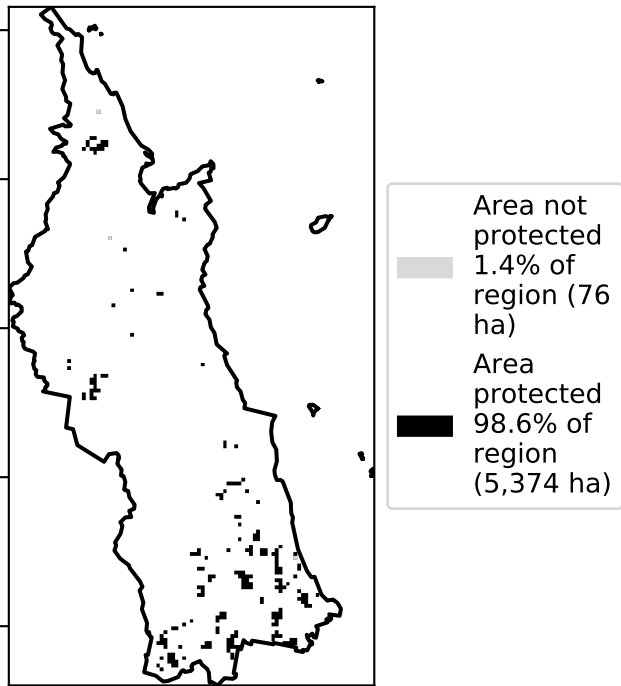 Area not
protected
1.4% of
region (76
ha)
Area
protected
98.6% of
region
(5,374 ha)